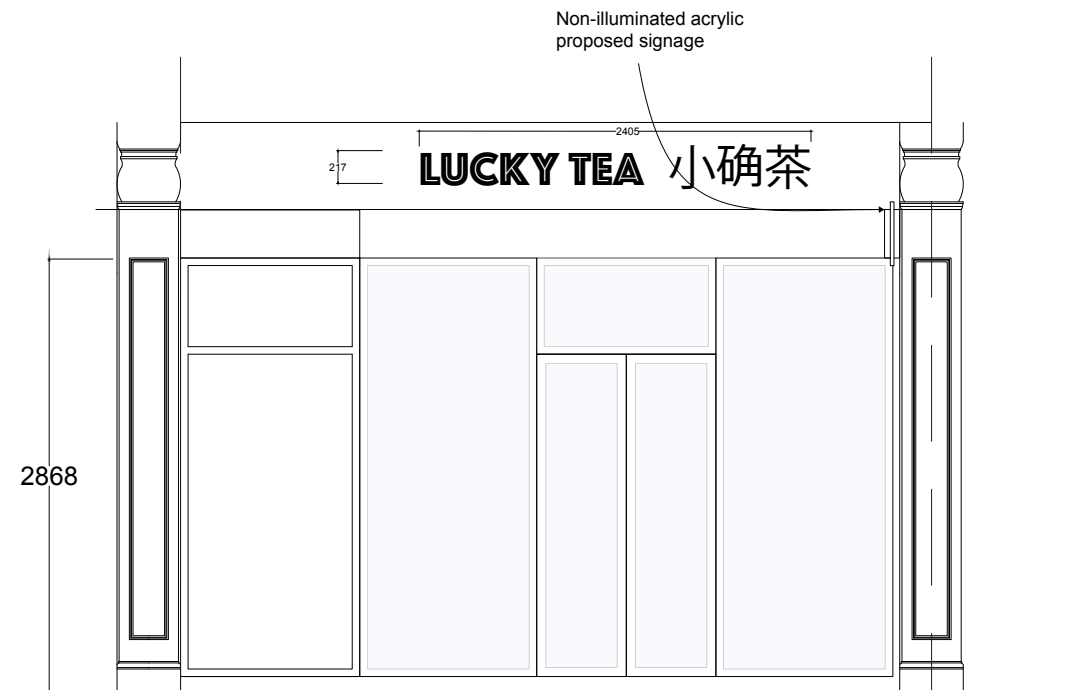 Non-illuminated acrylic
proposed signage
2405
217
LUCKY TEA 小确茶
2868